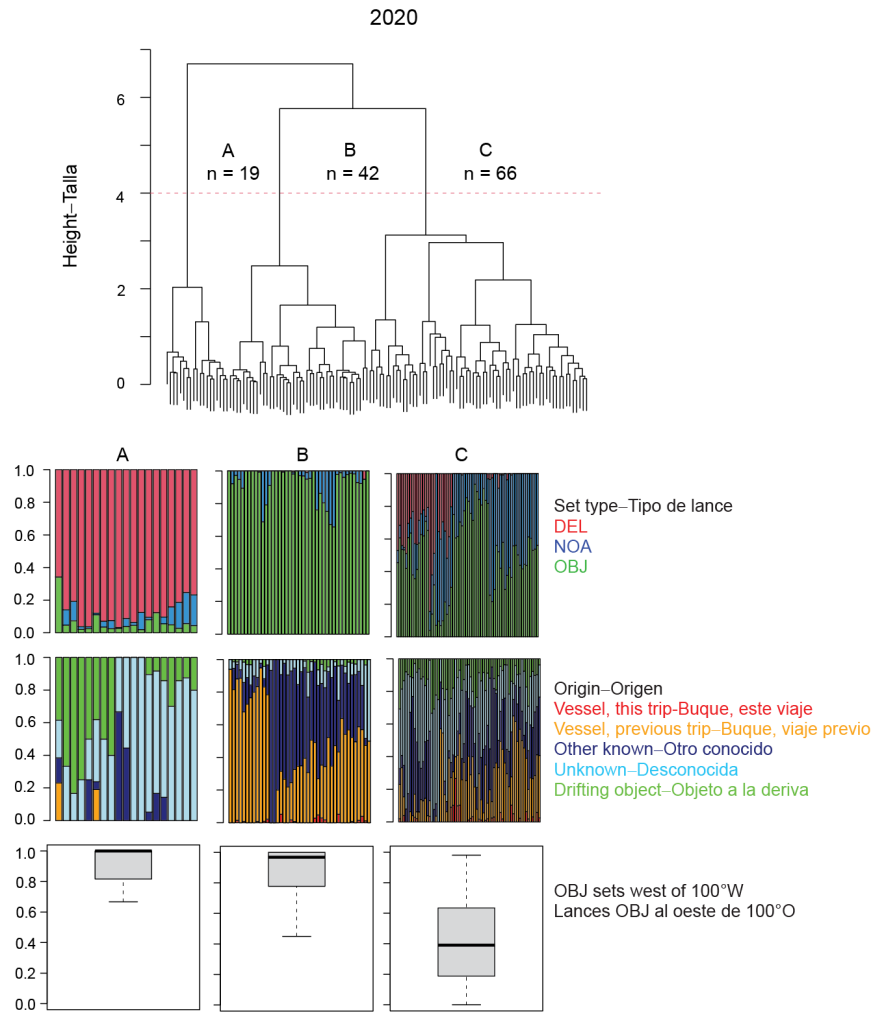 2020
Height–Talla
6
4
2
0
A
n = 19
B
n = 42
C
n = 66
A
B
C
1.0
0.8
0.6
0.4
0.2
0.0
Set type–Tipo de lance
DEL
NOA
OBJ
1.0
0.8
0.6
0.4
0.2
0.0
Origin–Origen
Vessel, this trip-Buque, este viaje
Vessel, previous trip–Buque, viaje previo
Other known–Otro conocido
Unknown–Desconocida
Drifting object–Objeto a la deriva
1.0
0.8
0.6
0.4
0.2
0.0
OBJ sets west of 100°W
Lances OBJ al oeste de 100°O